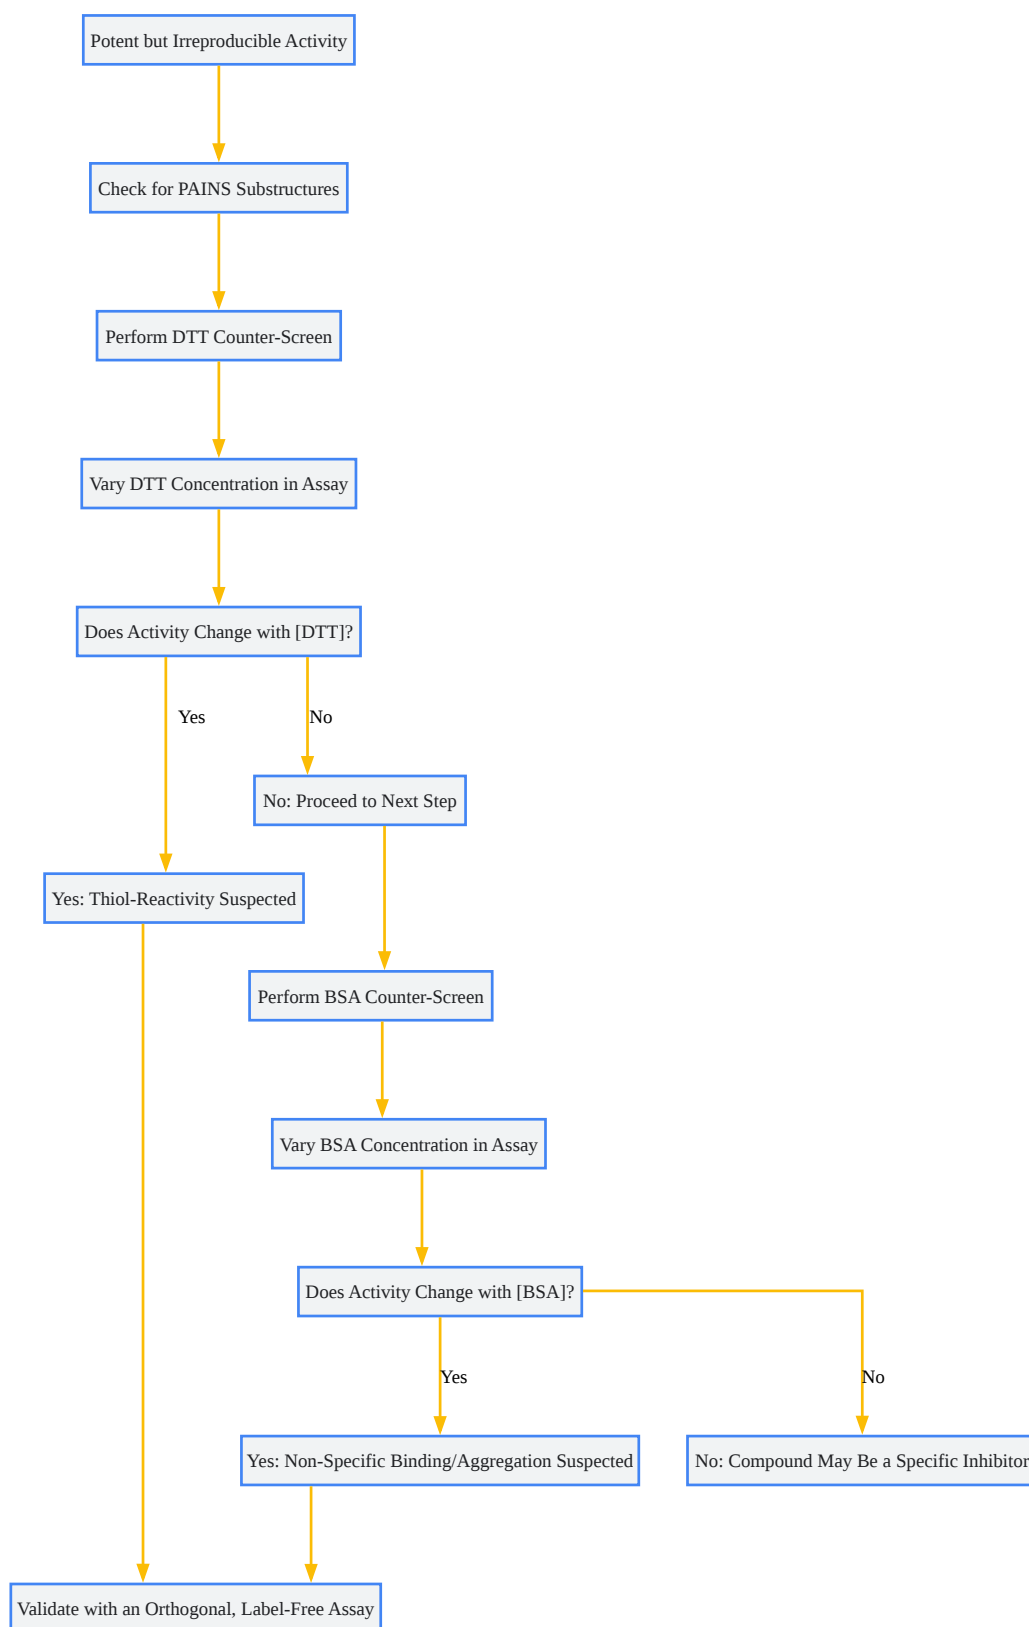 Potent but Irreproducible Activity
Check for PAINS Substructures
Perform DTT Counter-Screen
Vary DTT Concentration in Assay
Does Activity Change with [DTT]?
Yes
No
No: Proceed to Next Step
Yes: Thiol-Reactivity Suspected
Perform BSA Counter-Screen
Vary BSA Concentration in Assay
Does Activity Change with [BSA]?
Yes
No
Yes: Non-Specific Binding/Aggregation Suspected
No: Compound May Be a Specific Inhibitor
Validate with an Orthogonal, Label-Free Assay